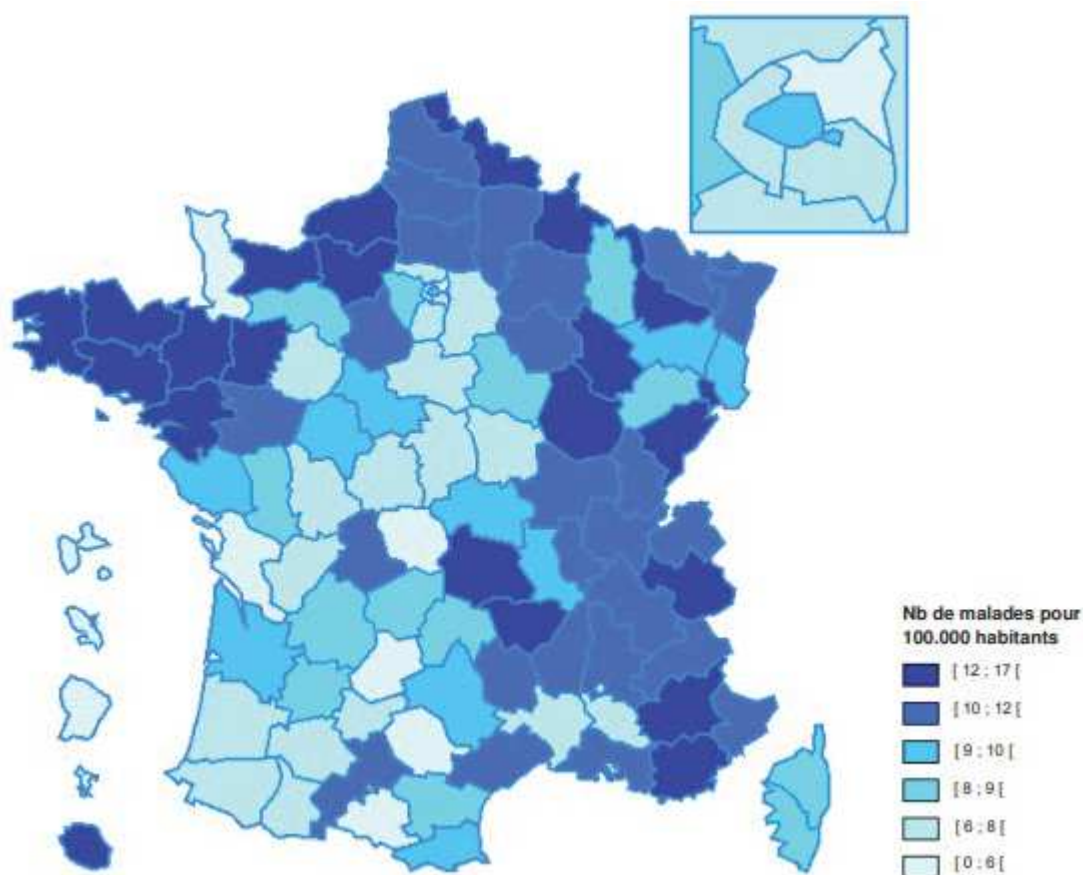 Nb de malades pour
100.000 habitants
[ 12 ; 17 [
[ 10 ; 12 [
[ 9 ; 10 [
[ 8 ; 9 [
[ 6 ; 8 [
[ 0 ; 6 [